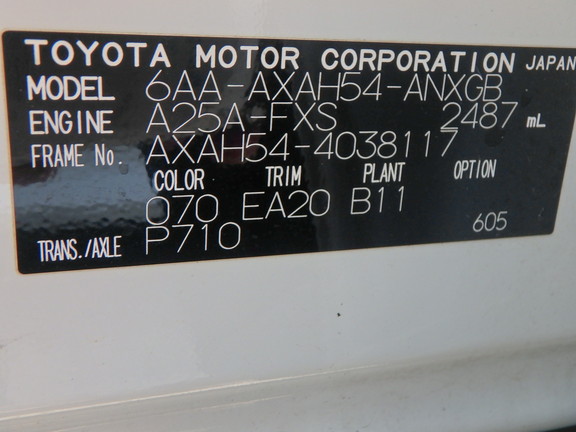 TOYOTA MOTOR CORPORATION JAPAN
MODEL 6AA-AXAH54-ANXGB
ENGINE A25A-FXS 2487 mL
FRAME No. AXAH54-4038117
COLOR TRIM PLANT OPTION
070 EA20 B11
TRANS./AXLE P710 605